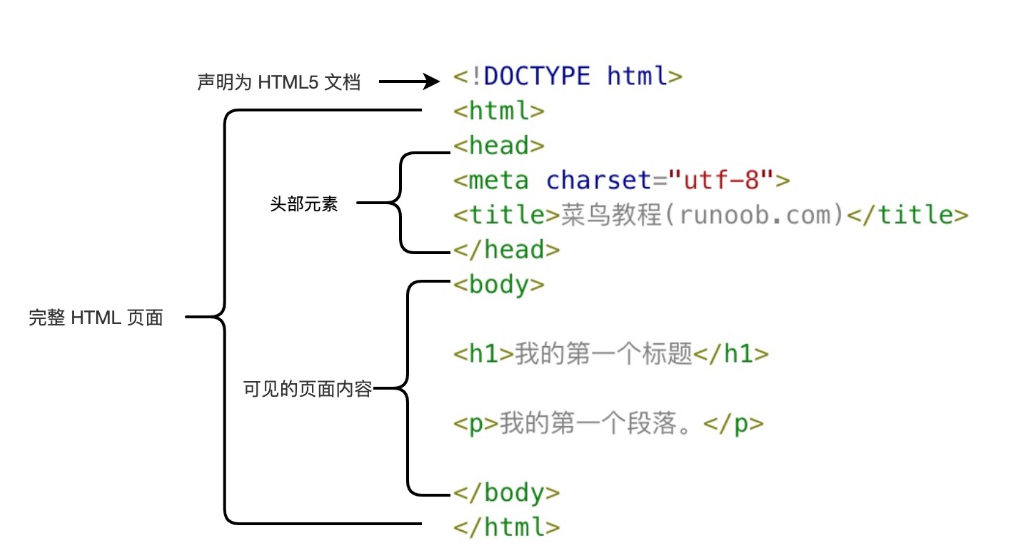 声明为 HTML5 文档
<!DOCTYPE html>
<html>
<head>
<meta charset="utf-8">
头部元素
<title>菜鸟教程(runoob.com)</title>
</head>
<body>
完整 HTML 页面
<h1>我的第一个标题</h1>
可见的页面内容
<p>我的第一个段落。</p>
</body>
</html>